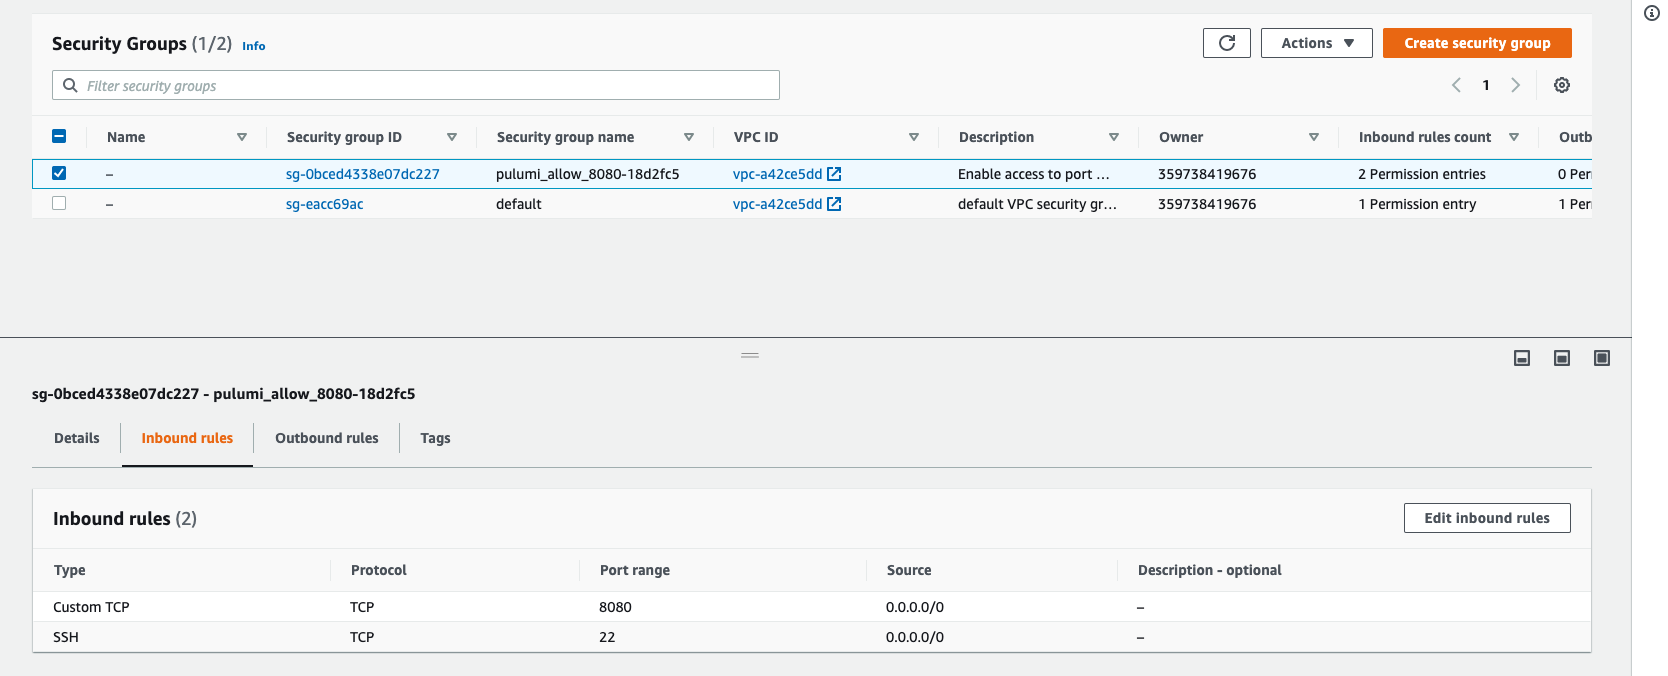 Security Groups (1/2) Info
Actions
Create security group
Filter security groups
1
Name Security group ID Security group name VPC ID Description Owner Inbound rules count Outb
– sg-0bced4338e07dc227 pulumi_allow_8080-18d2fc5 vpc-a42ce5dd Enable access to port ... 359738419676 2 Permission entries 0 Per
– sg-eacc69ac default vpc-a42ce5dd default VPC security gr... 359738419676 1 Permission entry 1 Per
sg-0bced4338e07dc227 - pulumi_allow_8080-18d2fc5
Details Inbound rules Outbound rules Tags
Inbound rules (2)
Edit inbound rules
Type Protocol Port range Source Description - optional
Custom TCP TCP 8080 0.0.0.0/0 –
SSH TCP 22 0.0.0.0/0 –